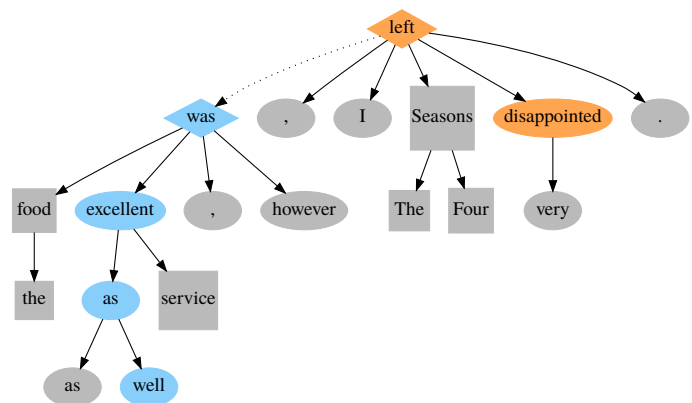 left
was , I Seasons disappointed .
food excellent , however The Four very
the as service
as well